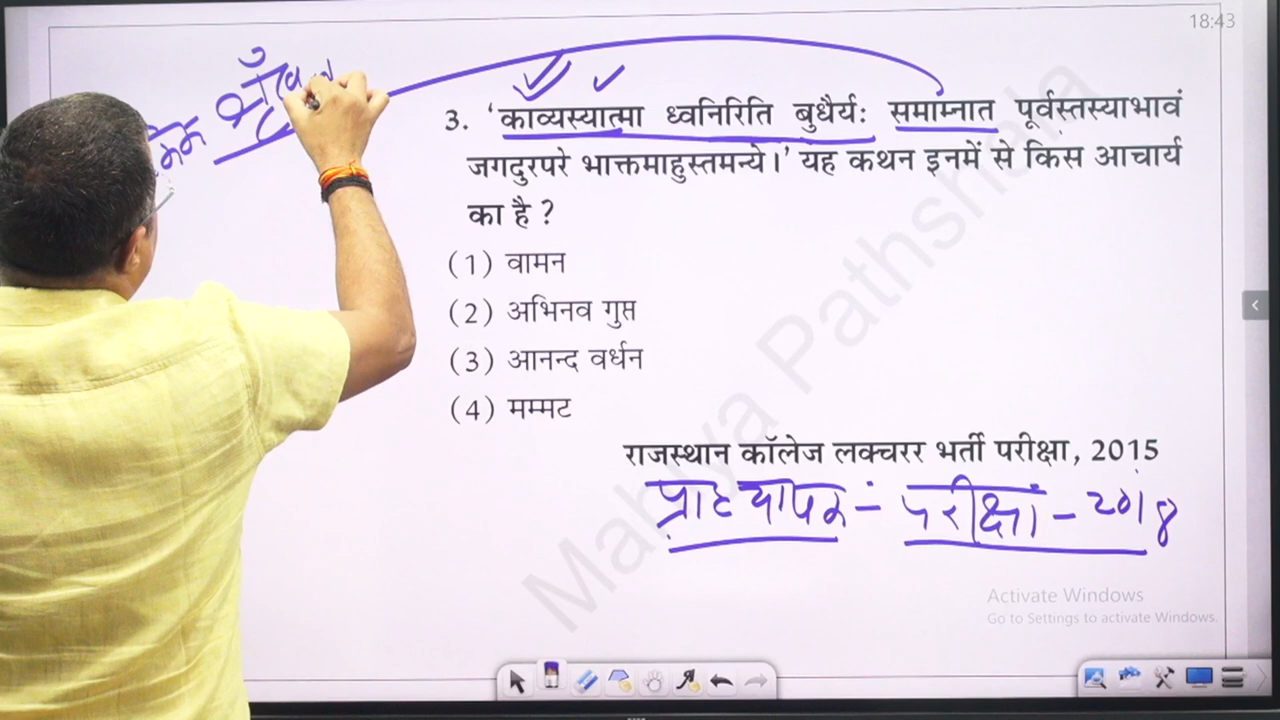 18:43
3. 'काव्यस्यात्मा ध्वनिरिति बुधैर्यः समाम्नात पूर्वस्तस्याभावं
जगदुरपरे भाक्तमाहुस्तमन्ये।' यह कथन इनमें से किस आचार्य
का है ?
(1) वामन
(2) अभिनव गुप्त
(3) आनन्द वर्धन
(4) मम्मट
राजस्थान कॉलेज लक्चरर भर्ती परीक्षा, 2015
प्राध्यापक - परीक्षा - 2018
Activate Windows
Go to Settings to activate Windows.
Mahiya Pathshala